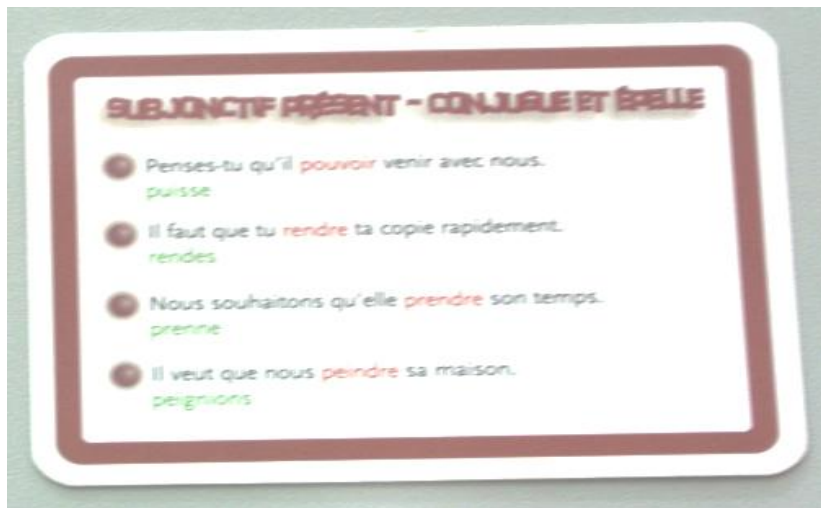 SUBJONCTIF PRÉSENT - CONJUGUE ET ÉPELLE
Penses-tu qu'il pouvoir venir avec nous.
puisse
Il faut que tu rendre ta copie rapidement.
rendes
Nous souhaitons qu'elle prendre son temps.
prenne
Il veut que nous peindre sa maison.
peignions